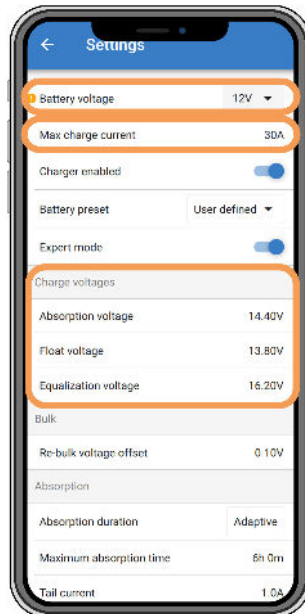 Settings
Battery voltage 12V
Max charge current 30A
Charger enabled
Battery preset User defined
Expert mode
Charge voltages
Absorption voltage 14.40V
Float voltage 13.80V
Equalization voltage 16.20V
Bulk
Re-bulk voltage offset 0.10V
Absorption
Absorption duration Adaptive
Maximum absorption time 6h 0m
Tail current 1.0A